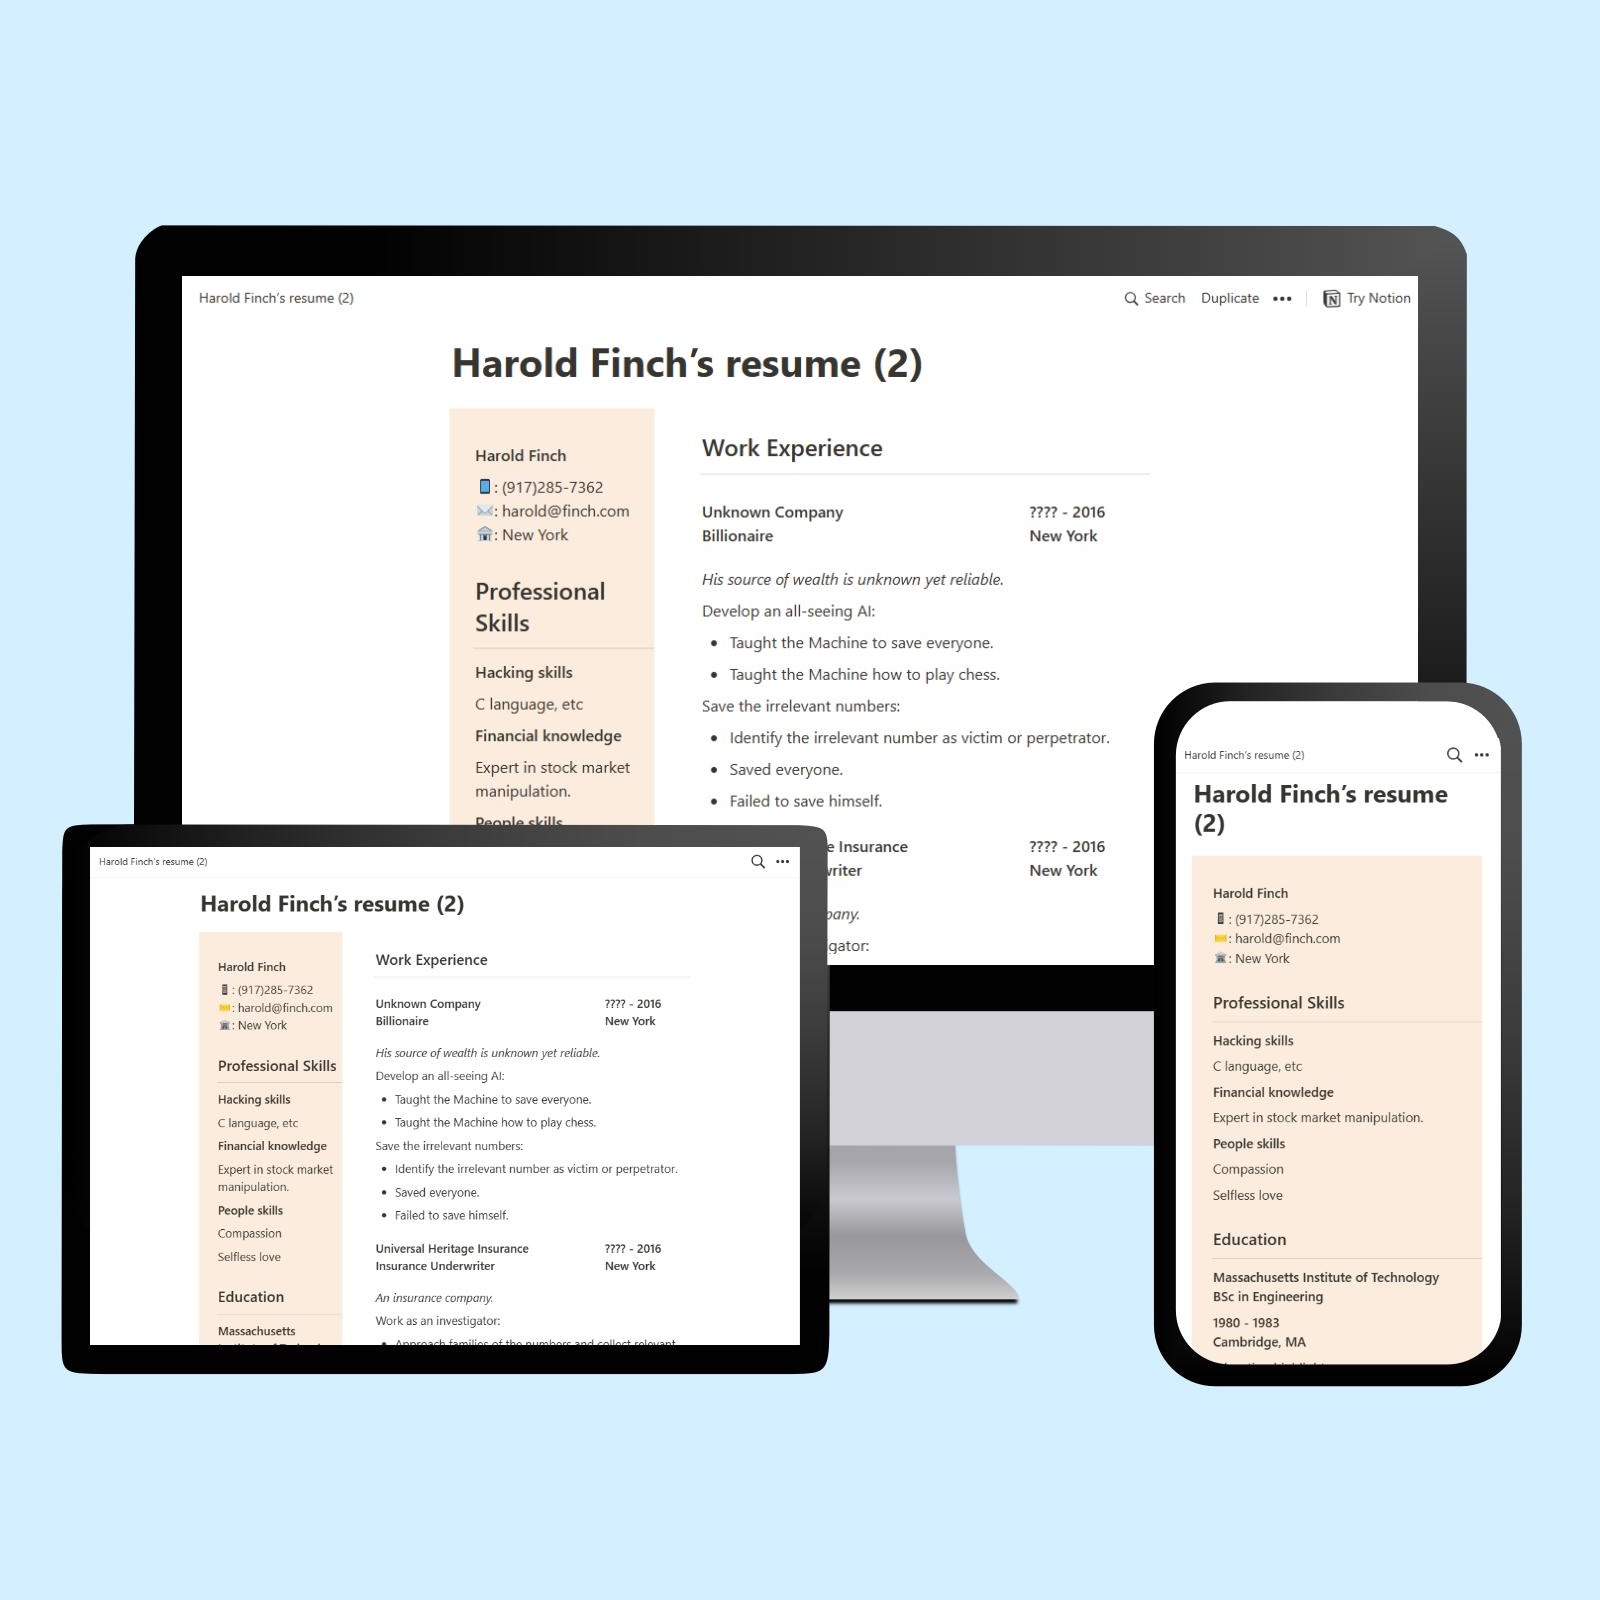 Harold Finch's resume (2)
Search Duplicate ••• Try Notion
Harold Finch's resume (2)
Harold Finch
: (917)285-7362
: harold@finch.com
: New York
Professional
Skills
Hacking skills
C language, etc
Financial knowledge
Expert in stock market
manipulation.
People skills
Work Experience
Unknown Company ???? - 2016
Billionaire New York
His source of wealth is unknown yet reliable.
Develop an all-seeing AI:
• Taught the Machine to save everyone.
• Taught the Machine how to play chess.
Save the irrelevant numbers:
• Identify the irrelevant number as victim or perpetrator.
• Saved everyone.
• Failed to save himself.
e Insurance ???? - 2016
writer New York
pany.
gator:
Harold Finch's resume (2)
Harold Finch's resume (2)
Harold Finch
: (917)285-7362
: harold@finch.com
: New York
Professional Skills
Hacking skills
C language, etc
Financial knowledge
Expert in stock market
manipulation.
People skills
Compassion
Selfless love
Education
Massachusetts
Work Experience
Unknown Company ???? - 2016
Billionaire New York
His source of wealth is unknown yet reliable.
Develop an all-seeing AI:
• Taught the Machine to save everyone.
• Taught the Machine how to play chess.
Save the irrelevant numbers:
• Identify the irrelevant number as victim or perpetrator.
• Saved everyone.
• Failed to save himself.
Universal Heritage Insurance ???? - 2016
Insurance Underwriter New York
An insurance company.
Work as an investigator:
• Approach families of the numbers and collect relevant
Harold Finch's resume (2)
Harold Finch's resume
(2)
Harold Finch
: (917)285-7362
: harold@finch.com
: New York
Professional Skills
Hacking skills
C language, etc
Financial knowledge
Expert in stock market manipulation.
People skills
Compassion
Selfless love
Education
Massachusetts Institute of Technology
BSc in Engineering
1980 - 1983
Cambridge, MA